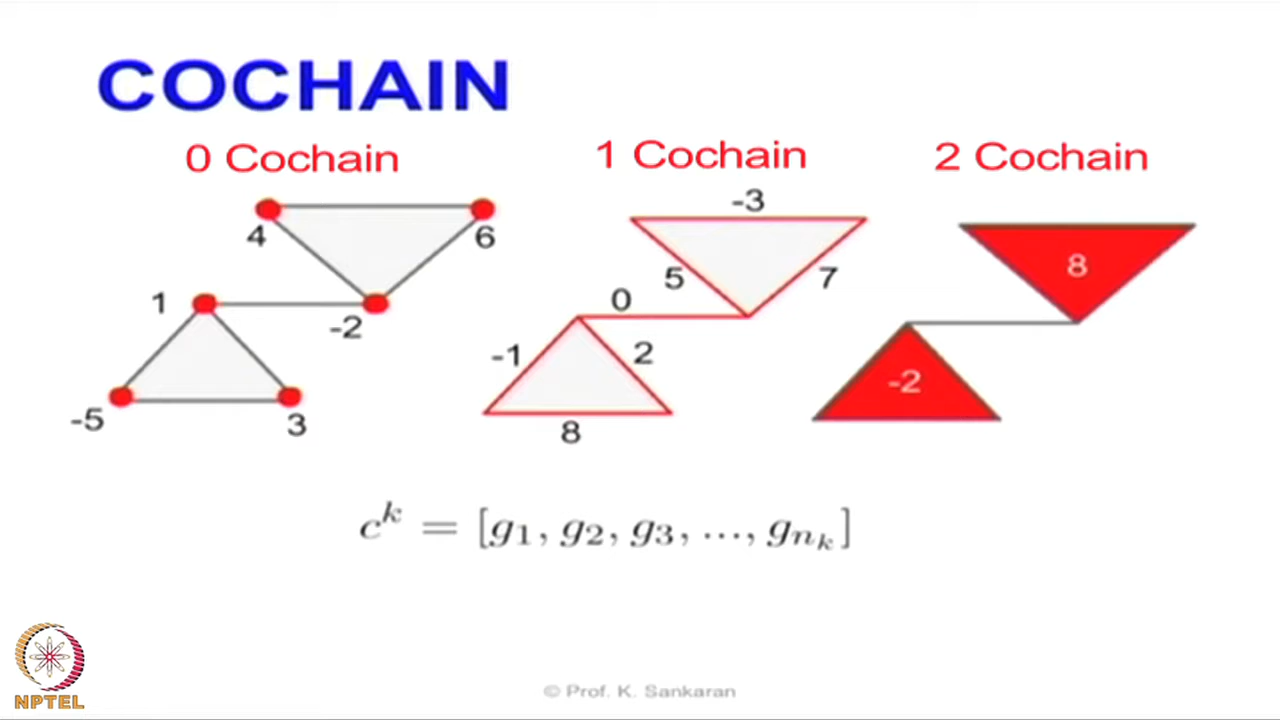 COCHAIN
0 Cochain
1 Cochain
2 Cochain
4
6
1
-2
-5
3
-3
5
7
0
-1
2
8
8
-2
c^k = [g_1, g_2, g_3, ..., g_{n_k}]
NPTEL
© Prof. K. Sankaran